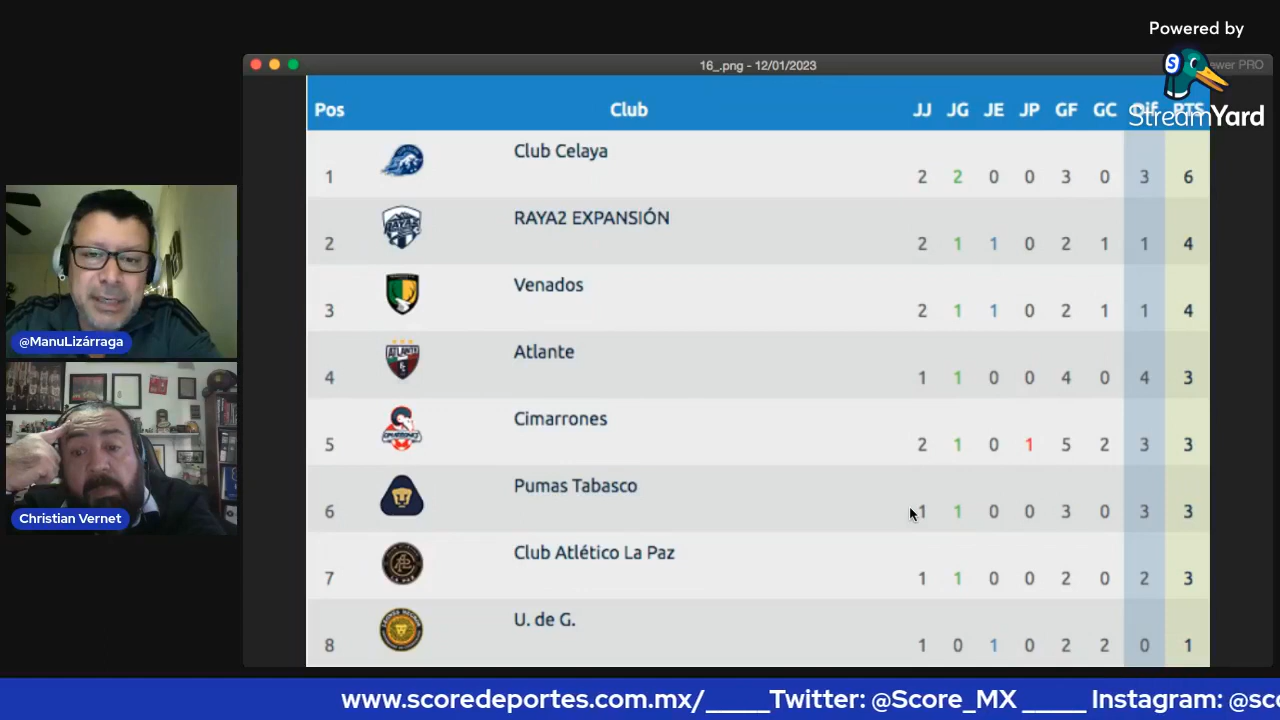 Powered by
StreamYard
16_.png - 12/01/2023
ewer PRO
Pos Club JJ JG JE JP GF GC Dif PTS
1 Club Celaya 2 2 0 0 3 0 3 6
2 RAYA2 EXPANSIÓN 2 1 1 0 2 1 1 4
3 Venados 2 1 1 0 2 1 1 4
4 Atlante 1 1 0 0 4 0 4 3
5 Cimarrones 2 1 0 1 5 2 3 3
6 Pumas Tabasco 1 1 0 0 3 0 3 3
7 Club Atlético La Paz 1 1 0 0 2 0 2 3
8 U. de G. 1 0 1 0 2 2 0 1
@ManuLizárraga
Christian Vernet
www.scoredeportes.com.mx/_____Twitter: @Score_MX _____ Instagram: @sco